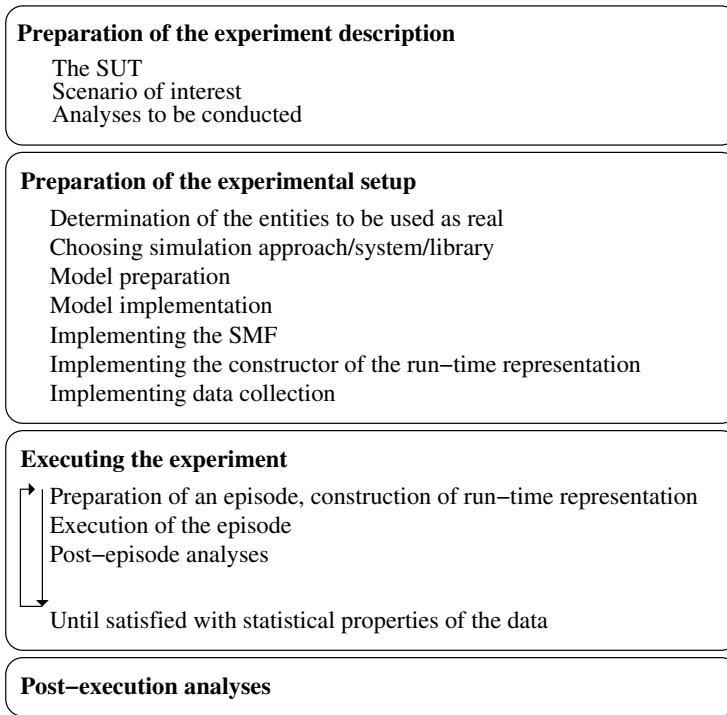 Preparation of the experiment description
The SUT
Scenario of interest
Analyses to be conducted
Preparation of the experimental setup
Determination of the entities to be used as real
Choosing simulation approach/system/library
Model preparation
Model implementation
Implementing the SMF
Implementing the constructor of the run−time representation
Implementing data collection
Executing the experiment
Preparation of an episode, construction of run−time representation
Execution of the episode
Post−episode analyses
Until satisfied with statistical properties of the data
Post−execution analyses